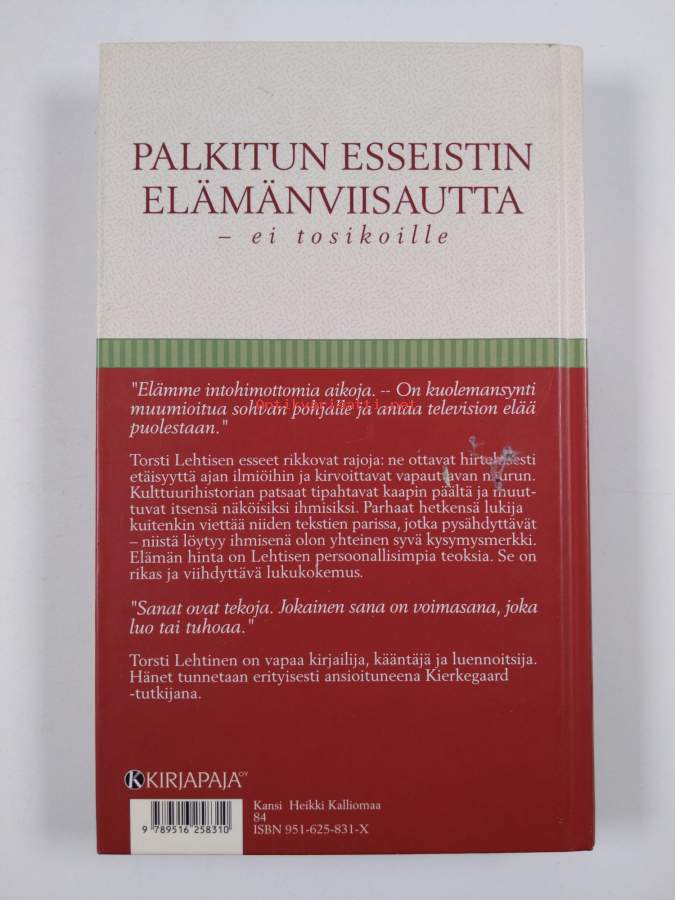 PALKITUN ESSEISTIN
ELÄMÄNVIISAUTTA
– ei tosikoille
"Elämme intohimottomia aikoja. -- On kuolemansynti
muumioitua sohvan pohjalle ja antaa television elää
puolestaan."
Antikvariaatti.net
Torsti Lehtisen esseet rikkovat rajoja: ne ottavat
etäisyyttä ajan ilmiöihin ja kirvoittavat vapauttavan naurun.
Kulttuurihistorian patsaat tipahtavat kaapin päältä ja muut-
tuvat itsensä näköisiksi ihmisiksi. Parhaat hetkensä lukija
kuitenkin viettää niiden tekstien parissa, jotka pysähdyttävät
– niistä löytyy ihmisenä olon yhteinen syvä kysymysmerkki.
Elämän hinta on Lehtisen persoonallisimpia teoksia. Se on
rikas ja viihdyttävä lukukokemus.
"Sanat ovat tekoja. Jokainen sana on voimasana, joka
luo tai tuhoaa."
Torsti Lehtinen on vapaa kirjailija, kääntäjä ja luennoitsija.
Hänet tunnetaan erityisesti ansioituneena Kierkegaard
-tutkijana.
K KIRJAPAJA OY
Kansi Heikki Kalliomaa
84
ISBN 951-625-831-X
9 789516 258310